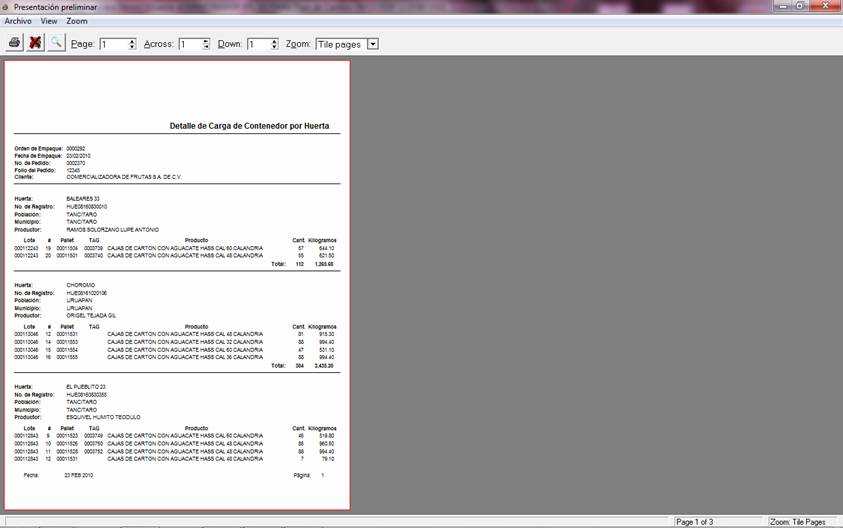 Presentación preliminar
Archivo View Zoom
Page: 1 Across: 1 Down: 1 Zoom: Tile pages
Detalle de Carga de Contenedor por Huerta
Orden de Empaque: 0000292
Fecha de Empaque: 23/02/2010
No. de Pedido: 0002370
Folio del Pedido: 12345
Cliente: COMERCIALIZADORA DE FRUTAS S.A. DE C.V.
Huerta: BALEARES 33
No. de Registro: HUE08160830010
Población: TANCITARO
Municipio: TANCITARO
Productor: RAMOS SOLORZANO LUPE ANTONIO
Lote # Pallet TAG Producto Cant. Kilogramos
000112243 19 00011504 0003739 CAJAS DE CARTON CON AGUACATE HASS CAL 60 CALANDRIA 57 644.10
000112243 20 00011501 0003740 CAJAS DE CARTON CON AGUACATE HASS CAL 48 CALANDRIA 55 621.50
Total: 112 1,265.60
Huerta: CHOROMO
No. de Registro: HUE08161020106
Población: URUAPAN
Municipio: URUAPAN
Productor: ORIGEL TEJADA GIL
Lote # Pallet TAG Producto Cant. Kilogramos
000113046 12 00011531 CAJAS DE CARTON CON AGUACATE HASS CAL 48 CALANDRIA 81 915.30
000113046 14 00011553 CAJAS DE CARTON CON AGUACATE HASS CAL 32 CALANDRIA 88 994.40
000113046 15 00011554 CAJAS DE CARTON CON AGUACATE HASS CAL 60 CALANDRIA 47 531.10
000113046 16 00011555 CAJAS DE CARTON CON AGUACATE HASS CAL 36 CALANDRIA 88 994.40
Total: 304 3,435.20
Huerta: EL PUEBLITO 23
No. de Registro: HUE08160830355
Población: TANCITARO
Municipio: TANCITARO
Productor: ESQUIVEL HUMITO TEODULO
Lote # Pallet TAG Producto Cant. Kilogramos
000112843 9 00011523 0003749 CAJAS DE CARTON CON AGUACATE HASS CAL 60 CALANDRIA 46 519.80
000112843 10 00011526 0003750 CAJAS DE CARTON CON AGUACATE HASS CAL 48 CALANDRIA 85 960.50
000112843 11 00011528 0003752 CAJAS DE CARTON CON AGUACATE HASS CAL 48 CALANDRIA 88 994.40
000112843 12 00011531 CAJAS DE CARTON CON AGUACATE HASS CAL 48 CALANDRIA 7 79.10
Fecha: 23 FEB 2010 Página: 1
Page 1 of 3 Zoom: Tile Pages